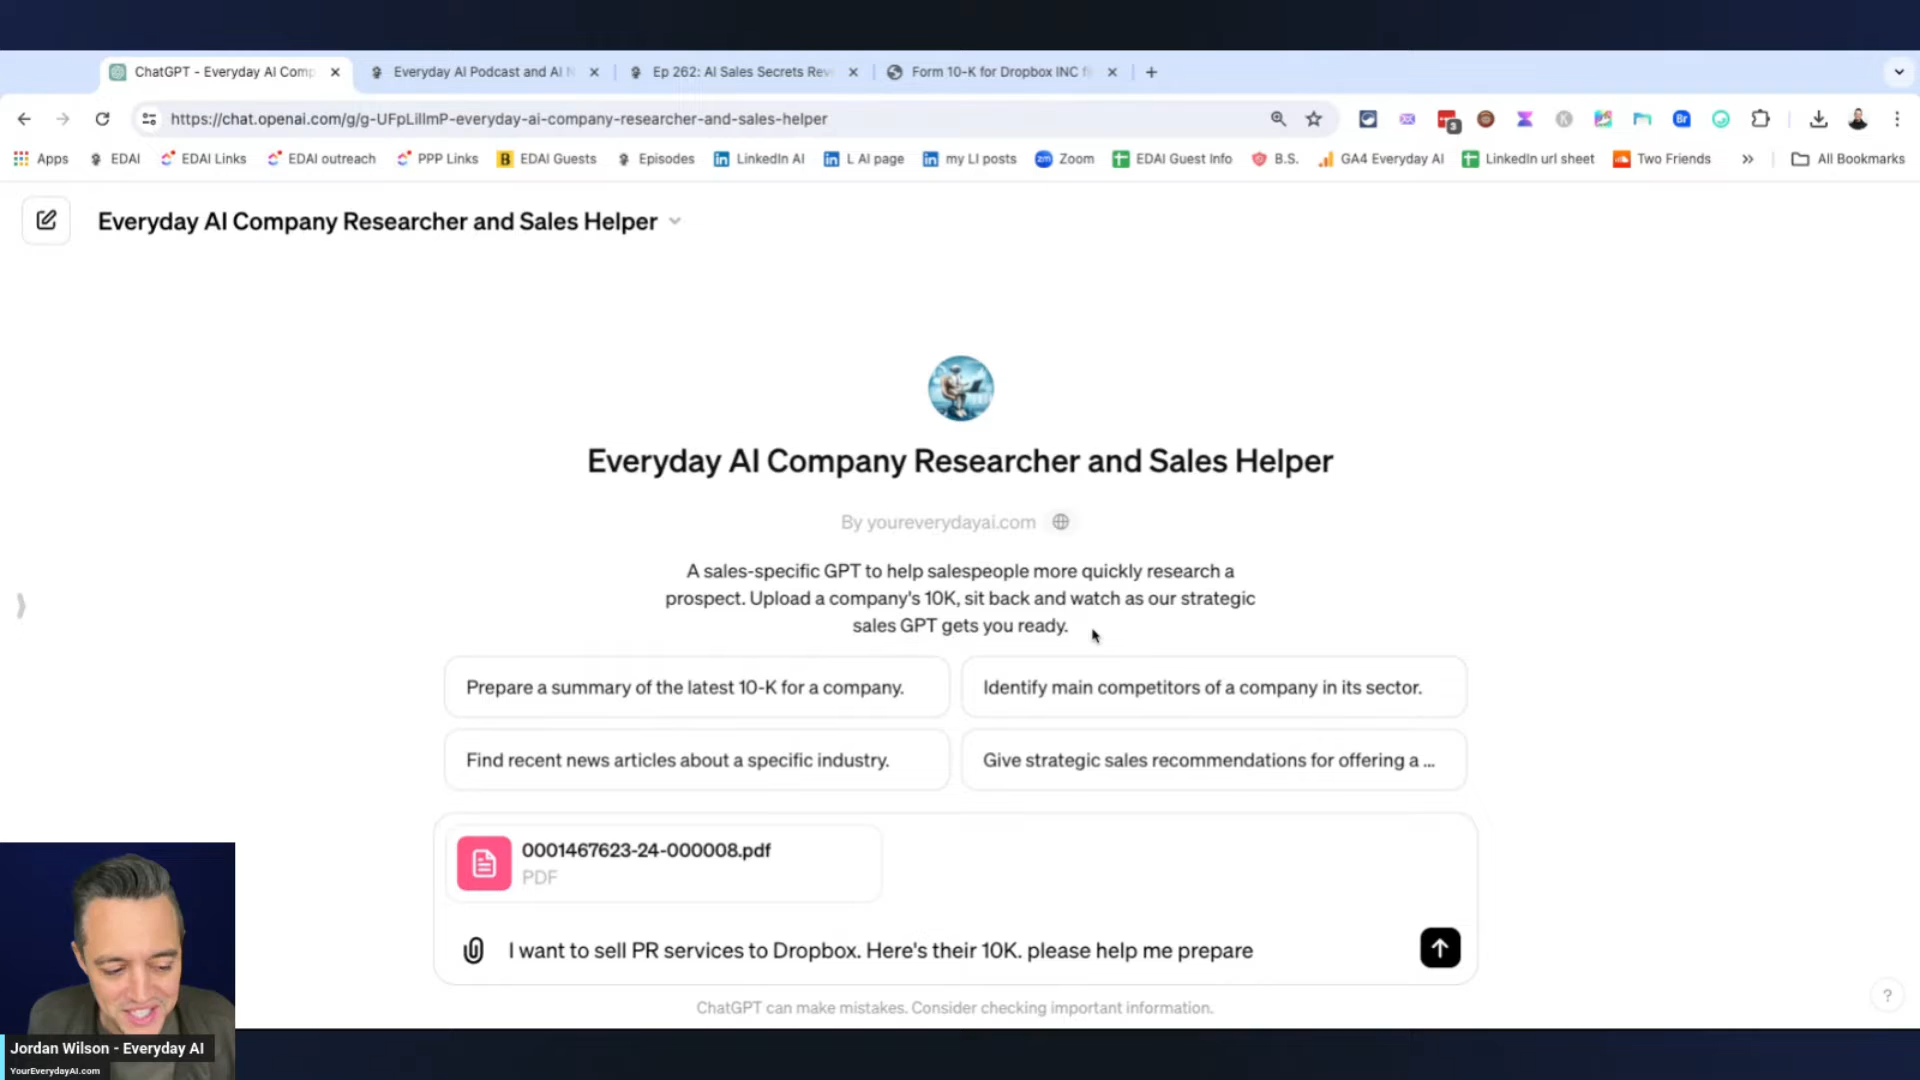 ChatGPT - Everyday AI Comp
Everyday AI Podcast and AI N
Ep 262: AI Sales Secrets Rev
Form 10-K for Dropbox INC fi
https://chat.openai.com/g/g-UFpLillmP-everyday-ai-company-researcher-and-sales-helper
3
Br
Apps
EDAI
EDAI Links
EDAI outreach
PPP Links
B
EDAI Guests
Episodes
in
LinkedIn AI
in
L AI page
in
my LI posts
zm
Zoom
EDAI Guest Info
B.S.
GA4 Everyday AI
LinkedIn url sheet
Two Friends
»
All Bookmarks
Everyday AI Company Researcher and Sales Helper
Everyday AI Company Researcher and Sales Helper
By youreverydayai.com
A sales-specific GPT to help salespeople more quickly research a
prospect. Upload a company's 10K, sit back and watch as our strategic
sales GPT gets you ready.
Prepare a summary of the latest 10-K for a company.
Identify main competitors of a company in its sector.
Find recent news articles about a specific industry.
Give strategic sales recommendations for offering a ...
0001467623-24-000008.pdf
PDF
I want to sell PR services to Dropbox. Here's their 10K. please help me prepare
ChatGPT can make mistakes. Consider checking important information.
?
Jordan Wilson - Everyday AI
YourEverydayAI.com